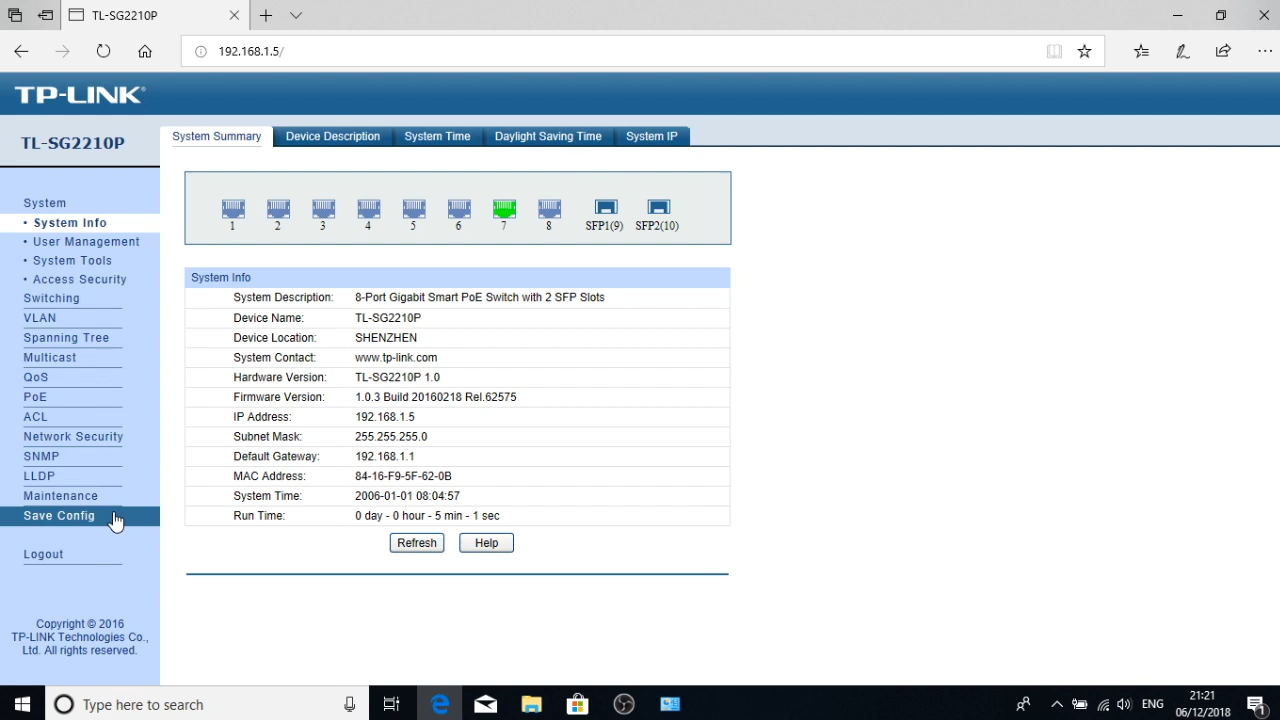 TL-SG2210P
192.168.1.5/
TP-LINK
TL-SG2210P
System Summary
Device Description
System Time
Daylight Saving Time
System IP
System
System Info
User Management
System Tools
Access Security
Switching
VLAN
Spanning Tree
Multicast
QoS
PoE
ACL
Network Security
SNMP
LLDP
Maintenance
Save Config
Logout
Copyright © 2016
TP-LINK Technologies Co.,
Ltd. All rights reserved.
1 2 3 4 5 6 7 8 SFP1(9) SFP2(10)
System Info
System Description: 8-Port Gigabit Smart PoE Switch with 2 SFP Slots
Device Name: TL-SG2210P
Device Location: SHENZHEN
System Contact: www.tp-link.com
Hardware Version: TL-SG2210P 1.0
Firmware Version: 1.0.3 Build 20160218 Rel.62575
IP Address: 192.168.1.5
Subnet Mask: 255.255.255.0
Default Gateway: 192.168.1.1
MAC Address: 84-16-F9-5F-62-0B
System Time: 2006-01-01 08:04:57
Run Time: 0 day - 0 hour - 5 min - 1 sec
Refresh Help
Type here to search
ENG
21:21
06/12/2018
1